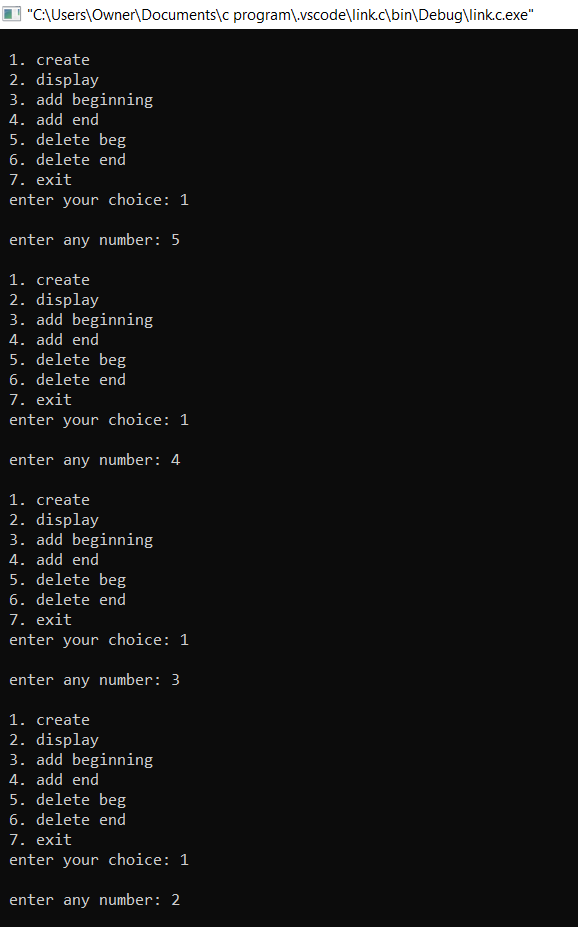 "C:\Users\Owner\Documents\c program\.vscode\link.c\bin\Debug\link.c.exe"
1. create
2. display
3. add beginning
4. add end
5. delete beg
6. delete end
7. exit
enter your choice: 1
enter any number: 5
1. create
2. display
3. add beginning
4. add end
5. delete beg
6. delete end
7. exit
enter your choice: 1
enter any number: 4
1. create
2. display
3. add beginning
4. add end
5. delete beg
6. delete end
7. exit
enter your choice: 1
enter any number: 3
1. create
2. display
3. add beginning
4. add end
5. delete beg
6. delete end
7. exit
enter your choice: 1
enter any number: 2